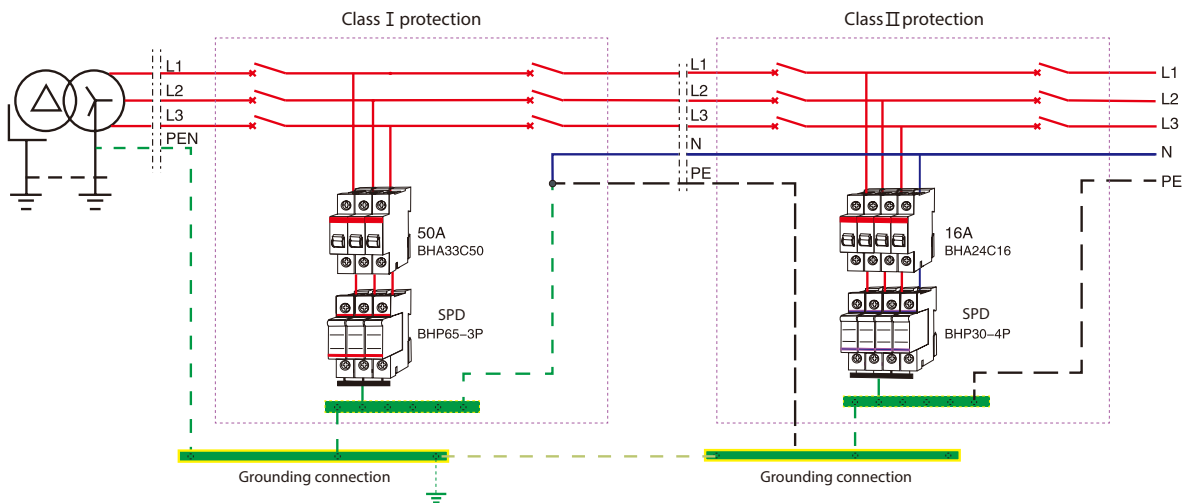 Class Ⅰ protection
Class Ⅱ protection
L1
L2
L3
PEN
L1
L2
L3
N
PE
L1
L2
L3
N
PE
50A
BHA33C50
SPD
BHP65-3P
16A
BHA24C16
SPD
BHP30-4P
Grounding connection
Grounding connection